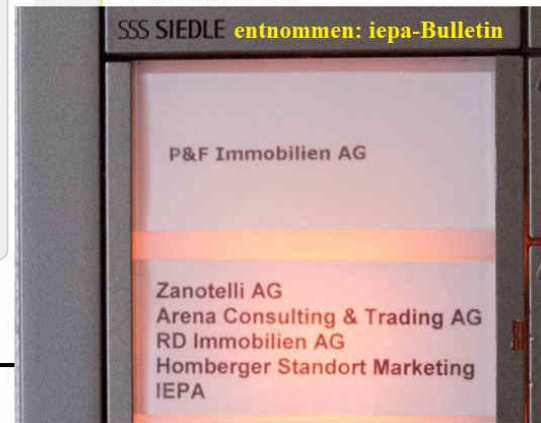 SSS SIEDLE entnommen: iepa-Bulletin
P&F Immobilien AG
Zanotelli AG
Arena Consulting & Trading AG
RD Immobilien AG
Homberger Standort Marketing
IEPA